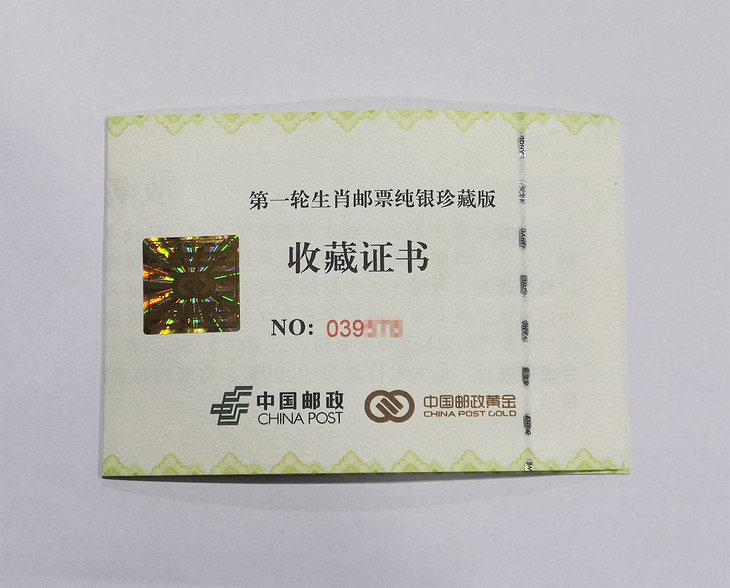 第一轮生肖邮票纯银珍藏版
收藏证书
NO: 039
中国邮政
CHINA POST
中国邮政黄金
CHINA POST GOLD